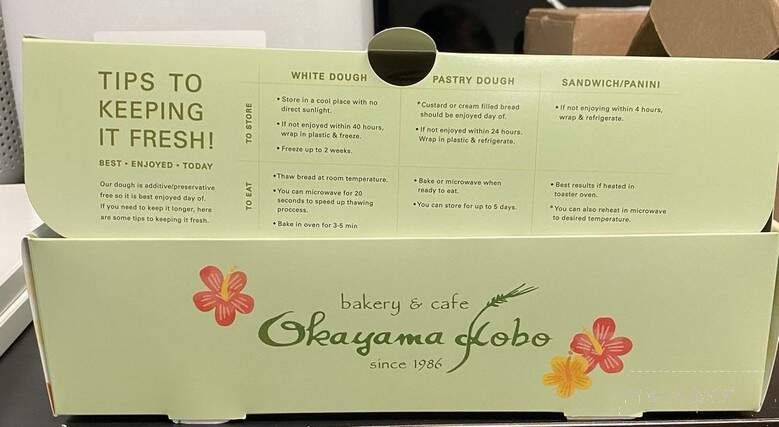 TIPS TO
KEEPING
IT FRESH!
BEST • ENJOYED • TODAY
Our dough is additive/preservative
free so it is best enjoyed day of.
If you need to keep it longer, here
are some tips to keeping it fresh.
TO STORE
TO EAT
WHITE DOUGH
• Store in a cool place with no
direct sunlight.
• If not enjoyed within 40 hours,
wrap in plastic & freeze.
• Freeze up to 2 weeks.
• Thaw bread at room temperature.
• You can microwave for 20
seconds to speed up thawing
proccess.
• Bake in oven for 3-5 min
PASTRY DOUGH
• Custard or cream filled bread
should be enjoyed day of.
• If not enjoyed within 24 hours.
Wrap in plastic & refrigerate.
• Bake or microwave when
ready to eat.
• You can store for up to 5 days.
SANDWICH/PANINI
• If not enjoying within 4 hours,
wrap & refrigerate.
• Best results if heated in
toaster oven.
• You can also reheat in microwave
to desired temperature.
bakery & cafe
Okayama Kobo
since 1986